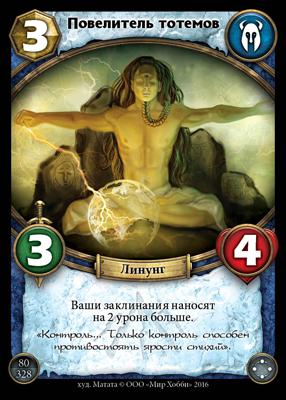 3
Повелитель тотемов
3
Линунг
4
Ваши заклинания наносят
на 2 урона больше.
«Контроль... Только контроль способен
противостоять ярости стихий».
80
328
худ. Матата © ООО «Мир Хобби» 2016